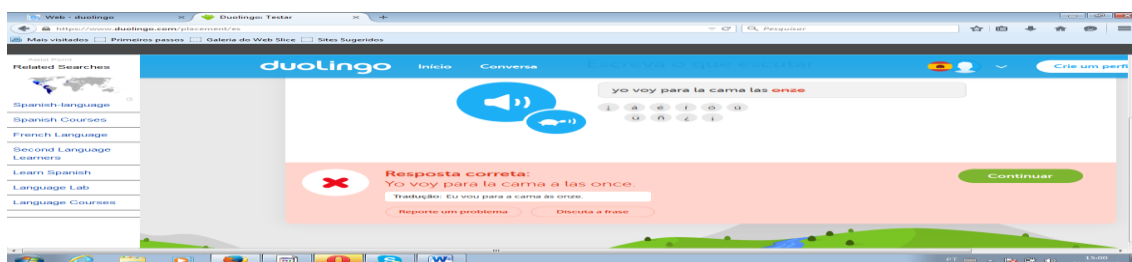 Web - duolingo
Duolingo: Testar
https://www.duolingo.com/placement/es
Pesquisar
Mais visitados Primeiros passos Galeria do Web Slice Sites Sugeridos
Related Searches
Spanish-language
Spanish Courses
French Language
Second Language
Learners
Learn Spanish
Language Lab
Language Courses
duolingo Início Conversa
Crie um perfi
yo voy para la cama las onze
á é í ó ú
ü ñ ¿ ¡
Resposta correta:
Yo voy para la cama a las once.
Tradução: Eu vou para a cama às onze.
Reporte um problema Discuta a frase
Continuar
PT 15:00